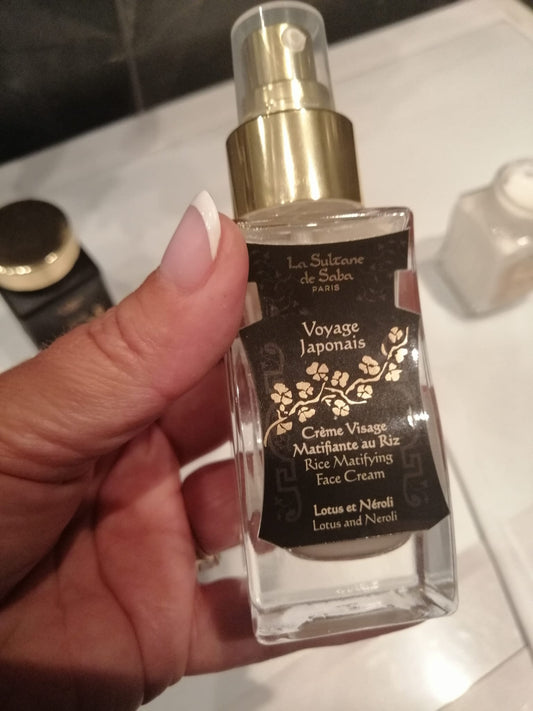 La Sultane
de Saba
PARIS
Voyage
Japonais
Crème Visage
Matifiante au Riz
Rice Matifying
Face Cream
Lotus et Néroli
Lotus and Neroli